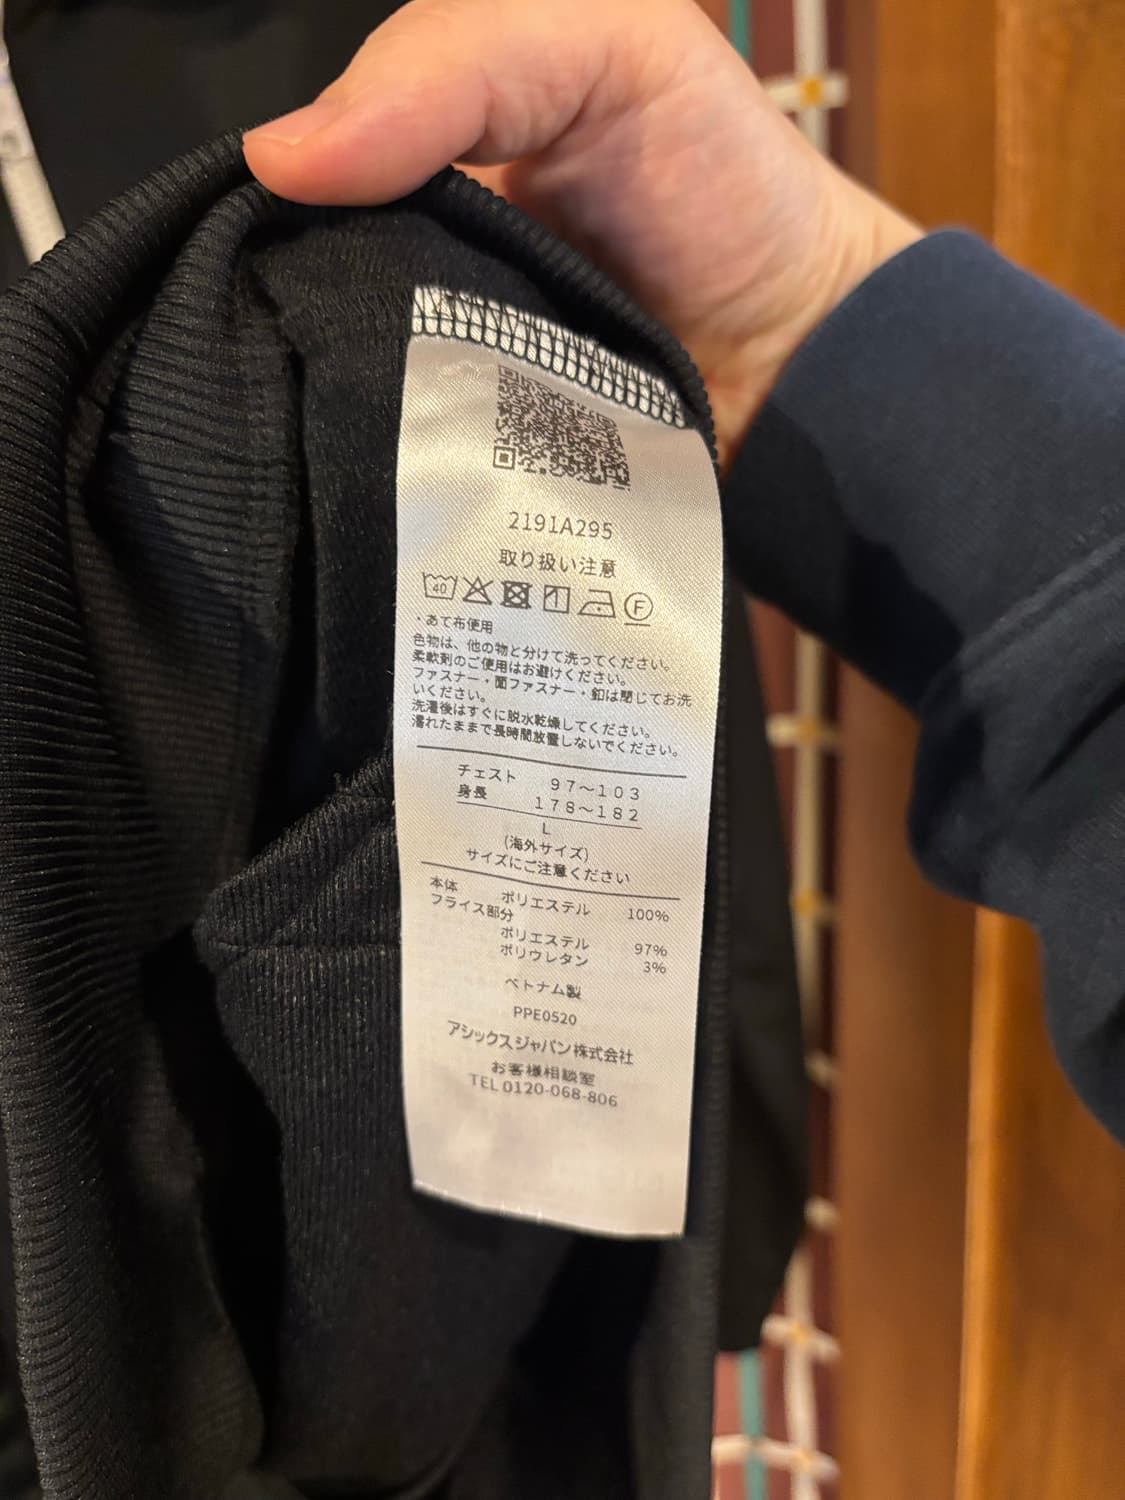 2191A295
取り扱い注意
40
F
・あて布使用
色物は、他の物と分けて洗ってください。
柔軟剤のご使用はお避けください。
ファスナー・面ファスナー・釦は閉じてお洗
いください。
洗濯後はすぐに脱水乾燥してください。
濡れたままで長時間放置しないでください。
チェスト 97〜103
身長 178〜182
L
(海外サイズ)
サイズにご注意ください
本体 ポリエステル 100%
フライス部分
ポリエステル 97%
ポリウレタン 3%
ベトナム製
PPE0520
アシックスジャパン株式会社
お客様相談室
TEL 0120-068-806